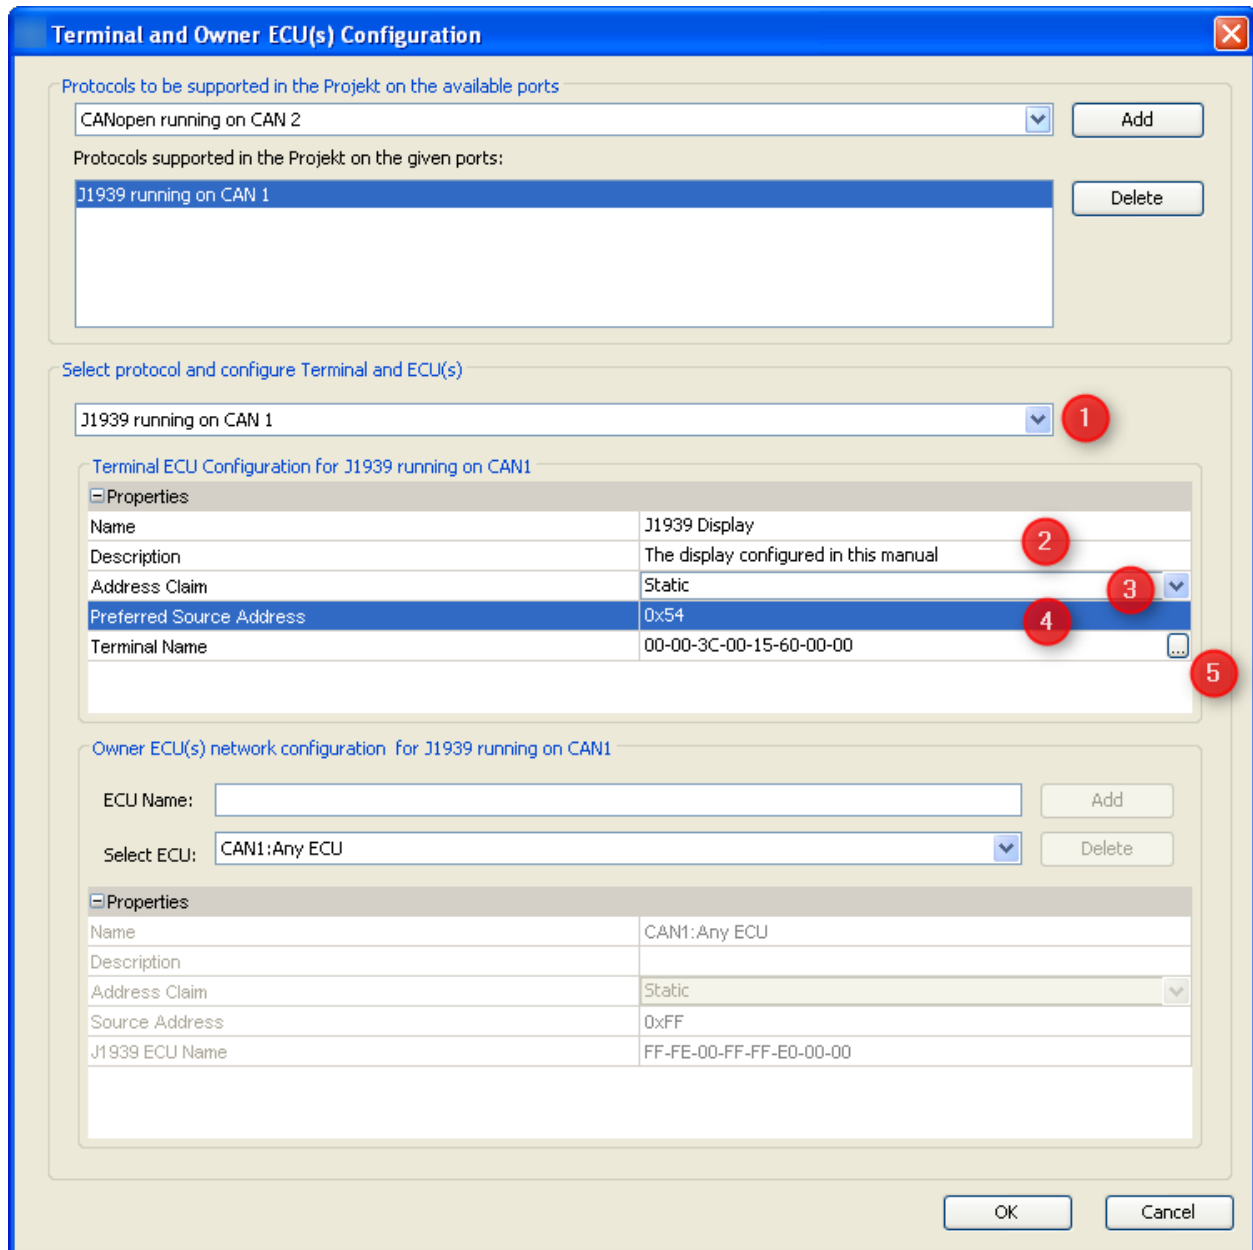 Terminal and Owner ECU(s) Configuration
Protocols to be supported in the Projekt on the available ports
CANopen running on CAN 2
Add
Protocols supported in the Projekt on the given ports:
J1939 running on CAN 1
Delete
Select protocol and configure Terminal and ECU(s)
J1939 running on CAN 1
1
Terminal ECU Configuration for J1939 running on CAN1
Properties
Name J1939 Display
2
Description The display configured in this manual
Address Claim Static
3
Preferred Source Address 0x54
4
Terminal Name 00-00-3C-00-15-60-00-00 ...
5
Owner ECU(s) network configuration for J1939 running on CAN1
ECU Name: Add
Select ECU: CAN1:Any ECU Delete
Properties
Name CAN1:Any ECU
Description
Address Claim Static
Source Address 0xFF
J1939 ECU Name FF-FE-00-FF-FF-E0-00-00
OK Cancel